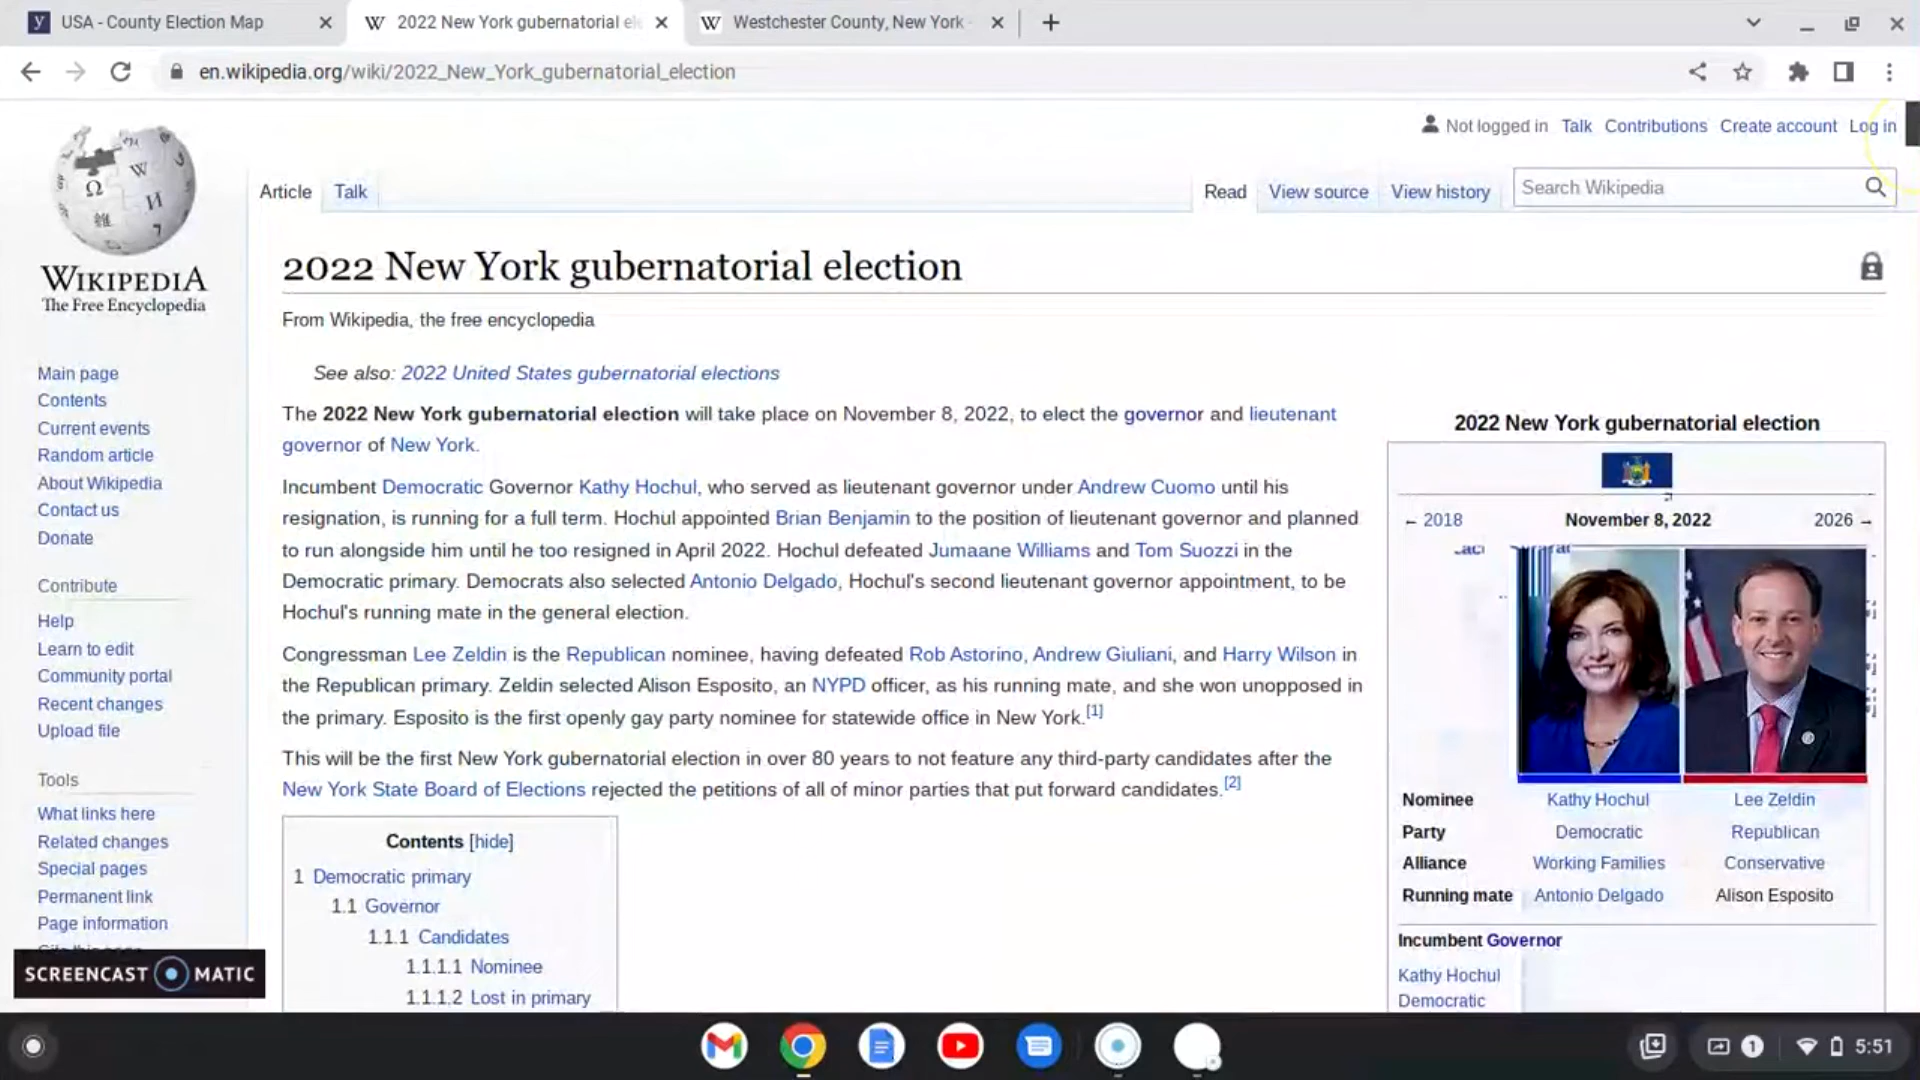 USA - County Election Map
2022 New York gubernatorial ele
Westchester County, New York -
en.wikipedia.org/wiki/2022_New_York_gubernatorial_election
Not logged in Talk Contributions Create account Log in
Article Talk Read View source View history Search Wikipedia
WIKIPEDIA
The Free Encyclopedia
Main page
Contents
Current events
Random article
About Wikipedia
Contact us
Donate
Contribute
Help
Learn to edit
Community portal
Recent changes
Upload file
Tools
What links here
Related changes
Special pages
Permanent link
Page information
Cite this page
SCREENCAST MATIC
2022 New York gubernatorial election
From Wikipedia, the free encyclopedia
See also: 2022 United States gubernatorial elections
The 2022 New York gubernatorial election will take place on November 8, 2022, to elect the governor and lieutenant
governor of New York.
Incumbent Democratic Governor Kathy Hochul, who served as lieutenant governor under Andrew Cuomo until his
resignation, is running for a full term. Hochul appointed Brian Benjamin to the position of lieutenant governor and planned
to run alongside him until he too resigned in April 2022. Hochul defeated Jumaane Williams and Tom Suozzi in the
Democratic primary. Democrats also selected Antonio Delgado, Hochul's second lieutenant governor appointment, to be
Hochul's running mate in the general election.
Congressman Lee Zeldin is the Republican nominee, having defeated Rob Astorino, Andrew Giuliani, and Harry Wilson in
the Republican primary. Zeldin selected Alison Esposito, an NYPD officer, as his running mate, and she won unopposed in
the primary. Esposito is the first openly gay party nominee for statewide office in New York.[1]
This will be the first New York gubernatorial election in over 80 years to not feature any third-party candidates after the
New York State Board of Elections rejected the petitions of all of minor parties that put forward candidates.[2]
Contents [hide]
1 Democratic primary
1.1 Governor
1.1.1 Candidates
1.1.1.1 Nominee
1.1.1.2 Lost in primary
2022 New York gubernatorial election
← 2018 November 8, 2022 2026 →
Nominee Kathy Hochul Lee Zeldin
Party Democratic Republican
Alliance Working Families Conservative
Running mate Antonio Delgado Alison Esposito
Incumbent Governor
Kathy Hochul
Democratic
1 5:51